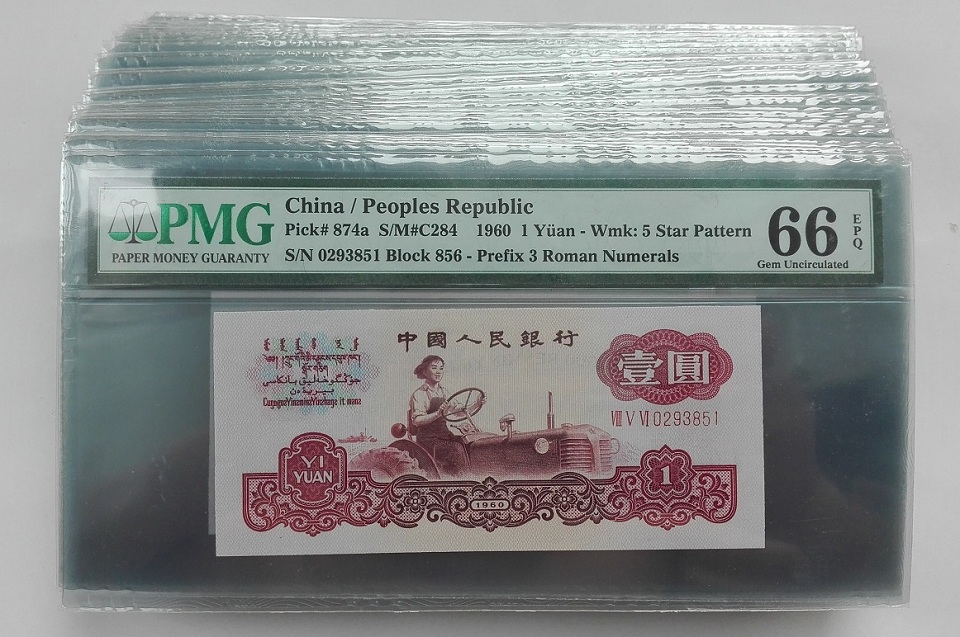 PMG
PAPER MONEY GUARANTY
China / Peoples Republic
Pick# 874a S/M#C284 1960 1 Yüan - Wmk: 5 Star Pattern
S/N 0293851 Block 856 - Prefix 3 Roman Numerals
66
EPQ
Gem Uncirculated
中國人民銀行
壹圓
VIII V VI 0293851
YI
YUAN
1960
1